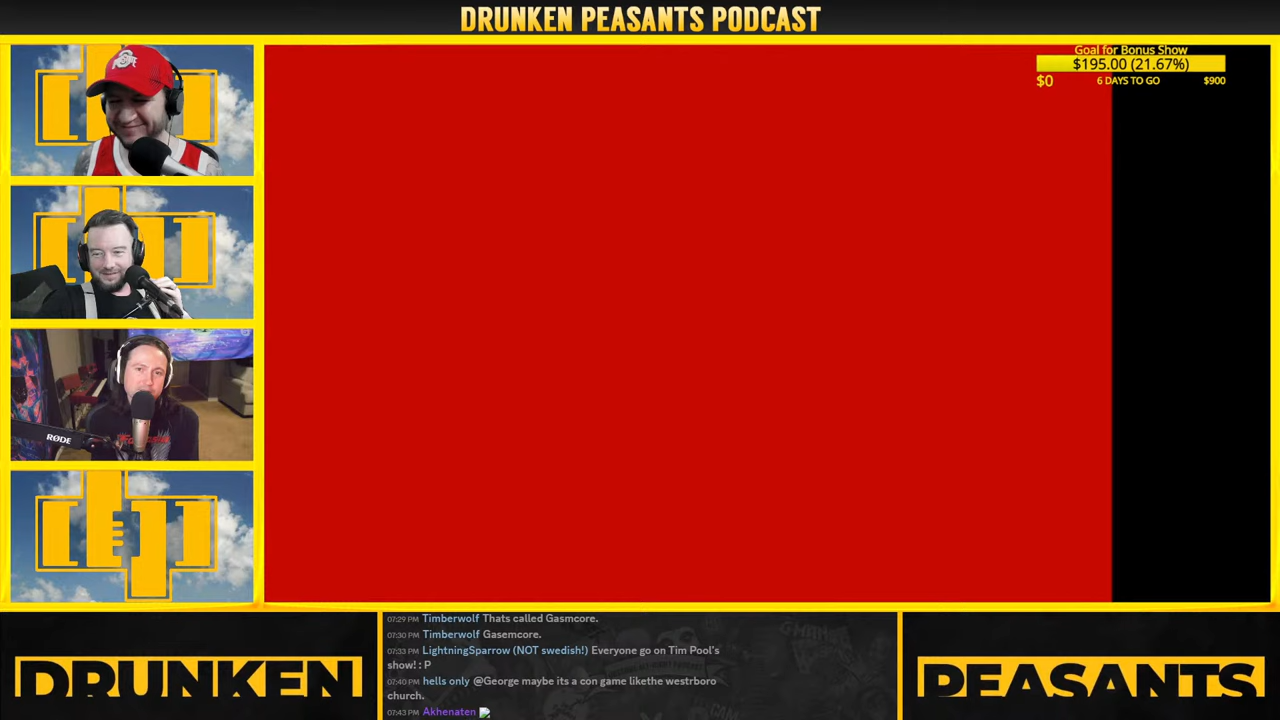 DRUNKEN PEASANTS PODCAST
Goal for Bonus Show
$195.00 (21.67%)
$0 6 DAYS TO GO $900
RØDE
07:29 PM Timberwolf Thats called Gasmcore.
07:30 PM Timberwolf Gasemcore.
07:33 PM LightningSparrow (NOT swedish!) Everyone go on Tim Pool's
show! : P
07:40 PM hells only @George maybe its a con game likethe westrboro
church.
07:43 PM Akhenaten
DRUNKEN
PEASANTS